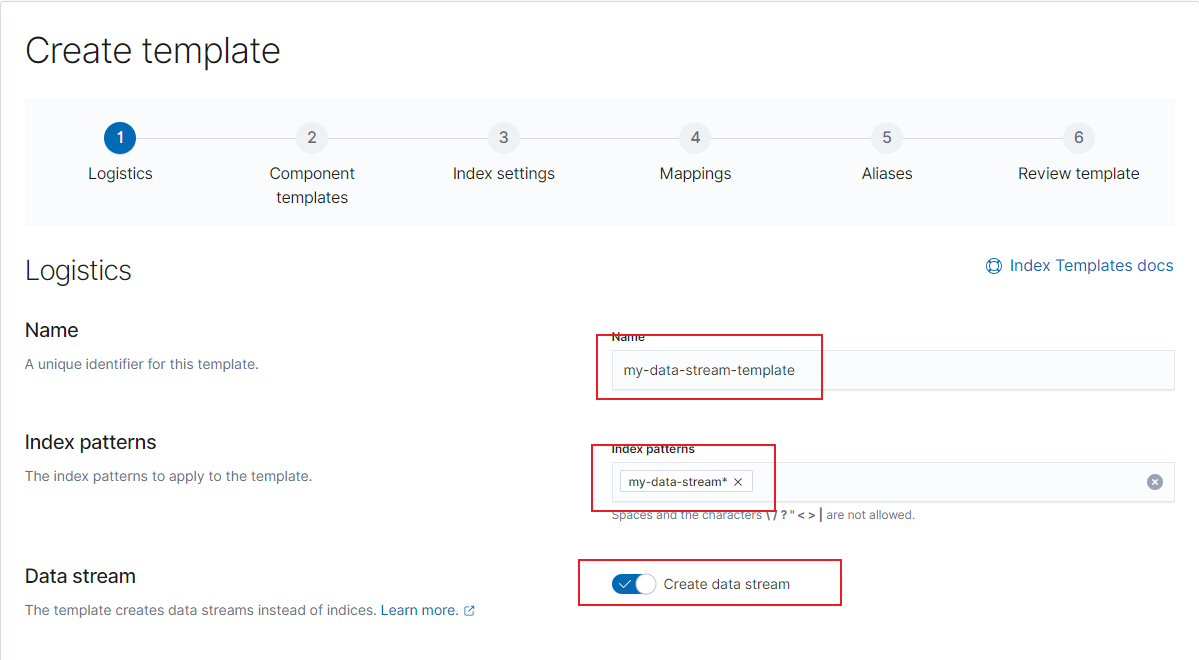 Create template
1 2 3 4 5 6
Logistics Component templates Index settings Mappings Aliases Review template
Logistics
Index Templates docs
Name
A unique identifier for this template.
Name
my-data-stream-template
Index patterns
The index patterns to apply to the template.
Index patterns
my-data-stream*
Spaces and the characters \ / ? " < > | are not allowed.
Data stream
The template creates data streams instead of indices. Learn more.
Create data stream